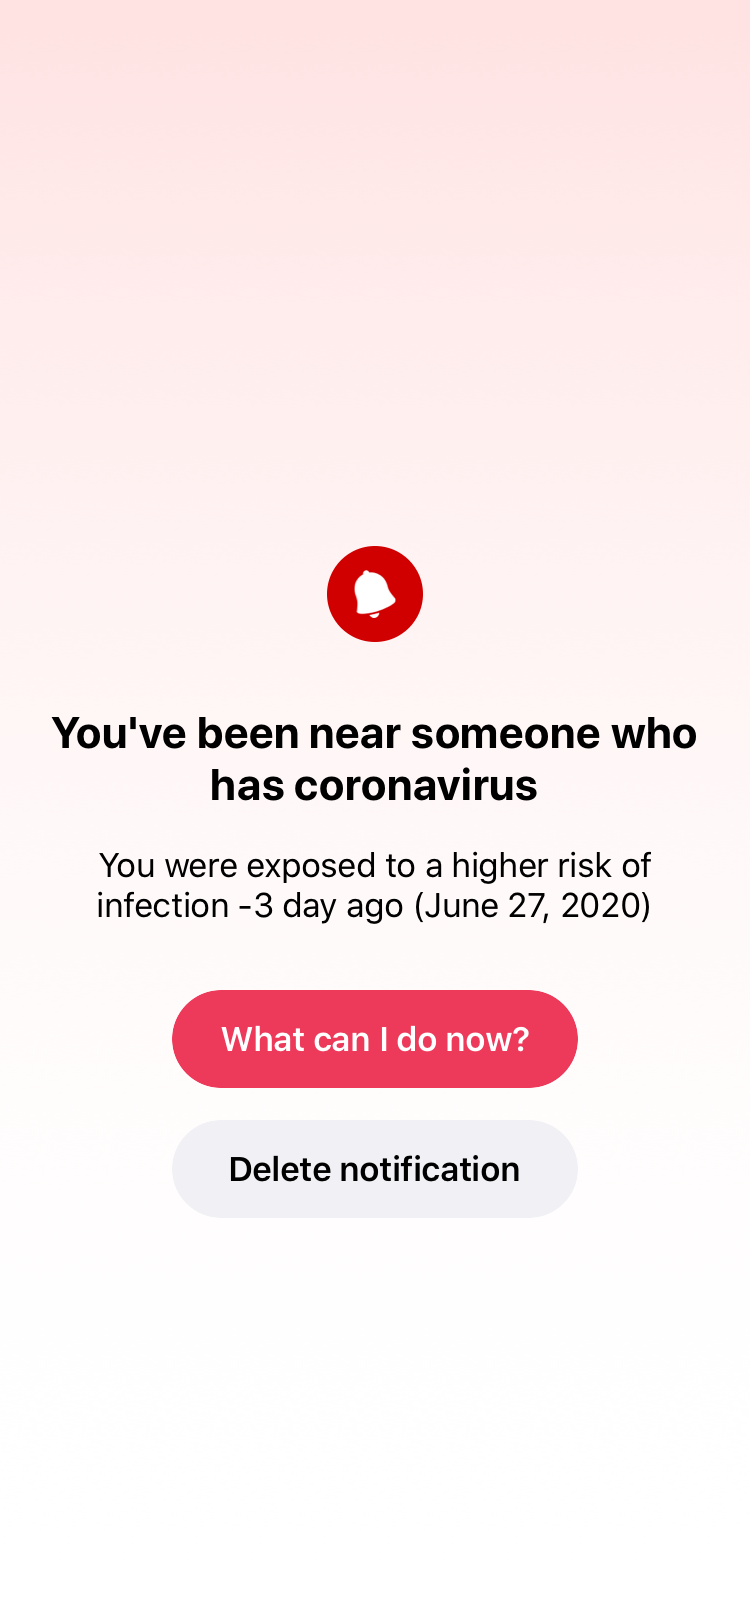 You've been near someone who
has coronavirus
You were exposed to a higher risk of
infection -3 day ago (June 27, 2020)
What can I do now?
Delete notification